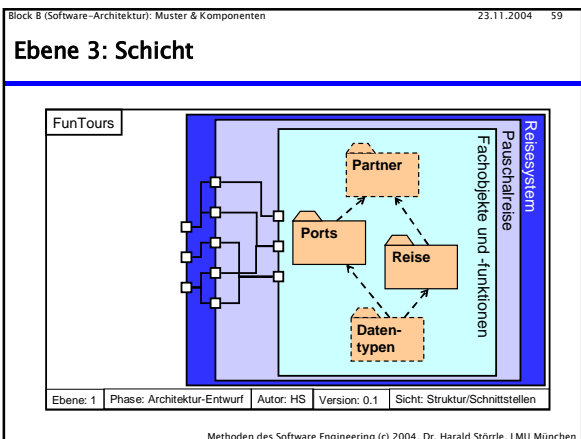 Block B (Software-Architektur): Muster & Komponenten
23.11.2004 59
Ebene 3: Schicht
FunTours
Reisesystem
Pauschalreise
Fachobjekte und -funktionen
Partner
Ports
Reise
Daten-
typen
Ebene: 1 Phase: Architektur-Entwurf Autor: HS Version: 0.1 Sicht: Struktur/Schnittstellen
Methoden des Software Engineering (c) 2004, Dr. Harald Störrle, LMU München